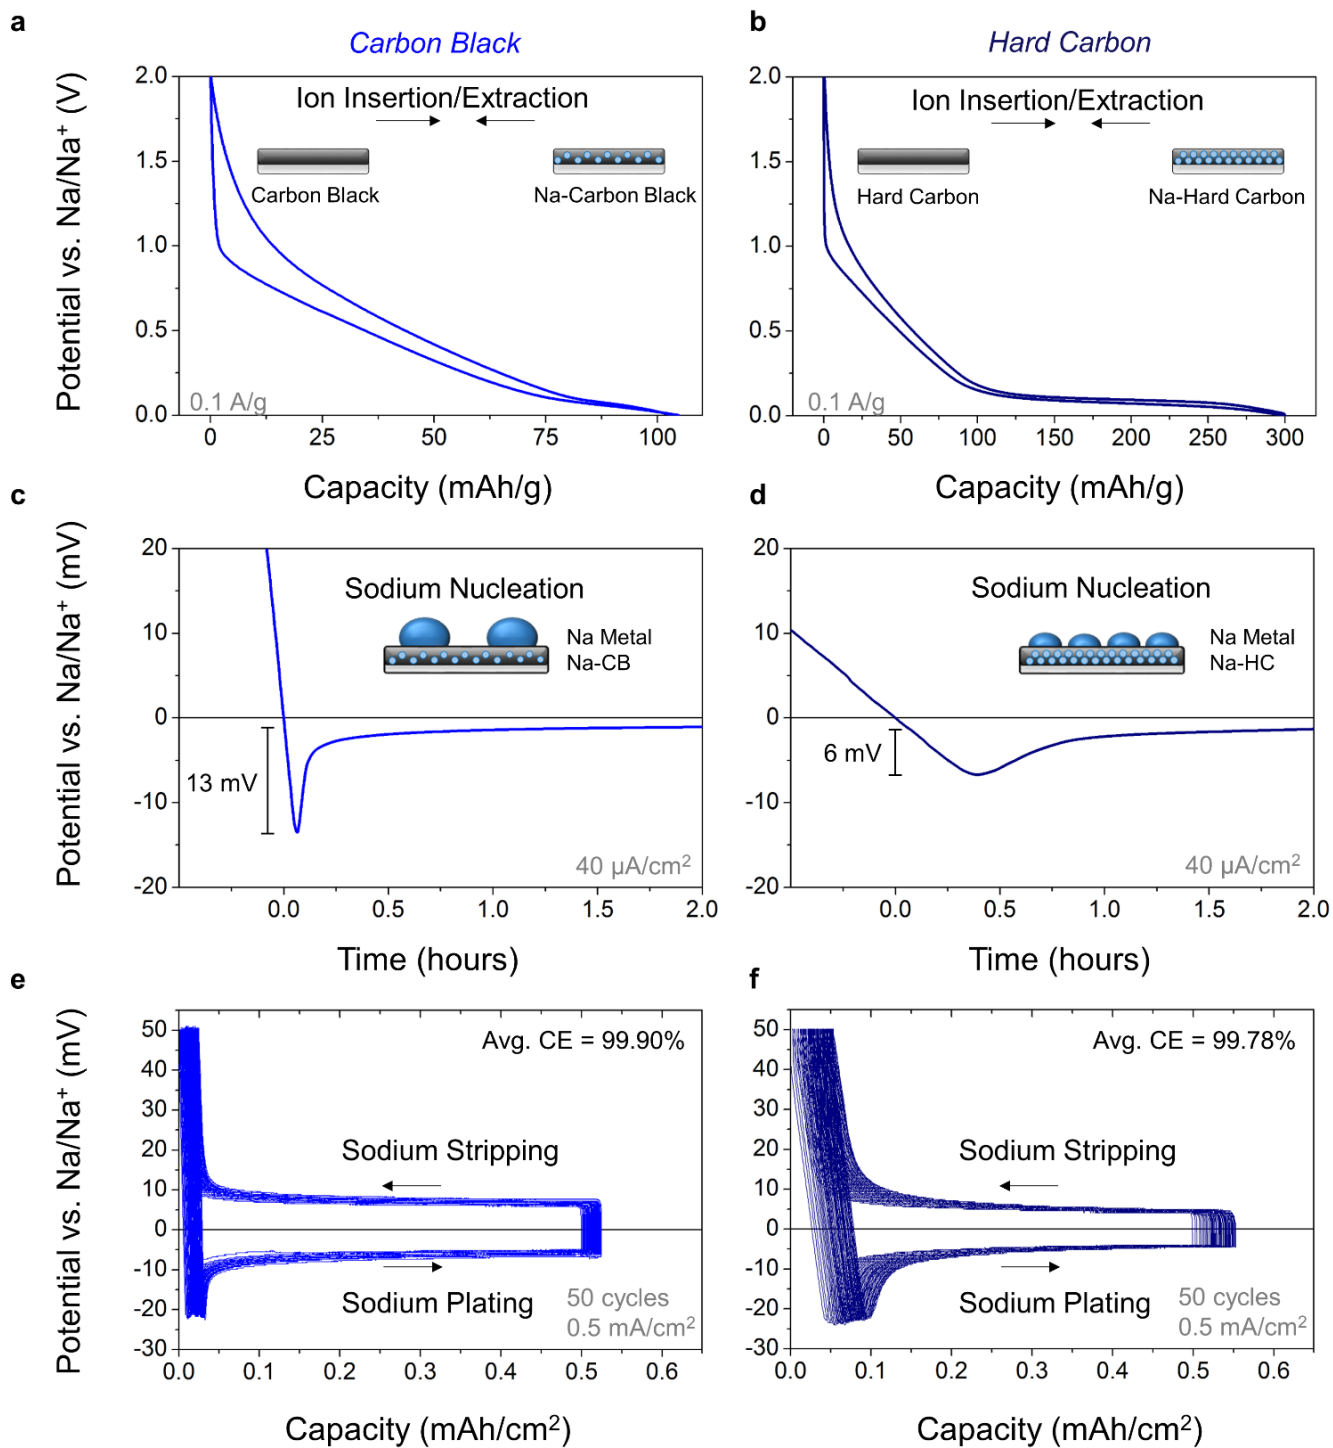 a
Carbon Black
Potential vs. Na/Na⁺ (V)
2.0
1.5
1.0
0.5
0.0
Ion Insertion/Extraction
Carbon Black
Na-Carbon Black
0.1 A/g
0
25
50
75
100
Capacity (mAh/g)
b
Hard Carbon
2.0
1.5
1.0
0.5
0.0
Ion Insertion/Extraction
Hard Carbon
Na-Hard Carbon
0.1 A/g
0
50
100
150
200
250
300
Capacity (mAh/g)
c
Potential vs. Na/Na⁺ (mV)
20
10
0
-10
-20
Sodium Nucleation
Na Metal
Na-CB
13 mV
40 µA/cm²
0.0
0.5
1.0
1.5
2.0
Time (hours)
d
20
10
0
-10
-20
Sodium Nucleation
Na Metal
Na-HC
6 mV
40 µA/cm²
0.0
0.5
1.0
1.5
2.0
Time (hours)
e
Potential vs. Na/Na⁺ (mV)
50
40
30
20
10
0
-10
-20
-30
Avg. CE = 99.90%
Sodium Stripping
Sodium Plating
50 cycles
0.5 mA/cm²
0.0
0.1
0.2
0.3
0.4
0.5
0.6
Capacity (mAh/cm²)
f
50
40
30
20
10
0
-10
-20
-30
Avg. CE = 99.78%
Sodium Stripping
Sodium Plating
50 cycles
0.5 mA/cm²
0.0
0.1
0.2
0.3
0.4
0.5
0.6
Capacity (mAh/cm²)